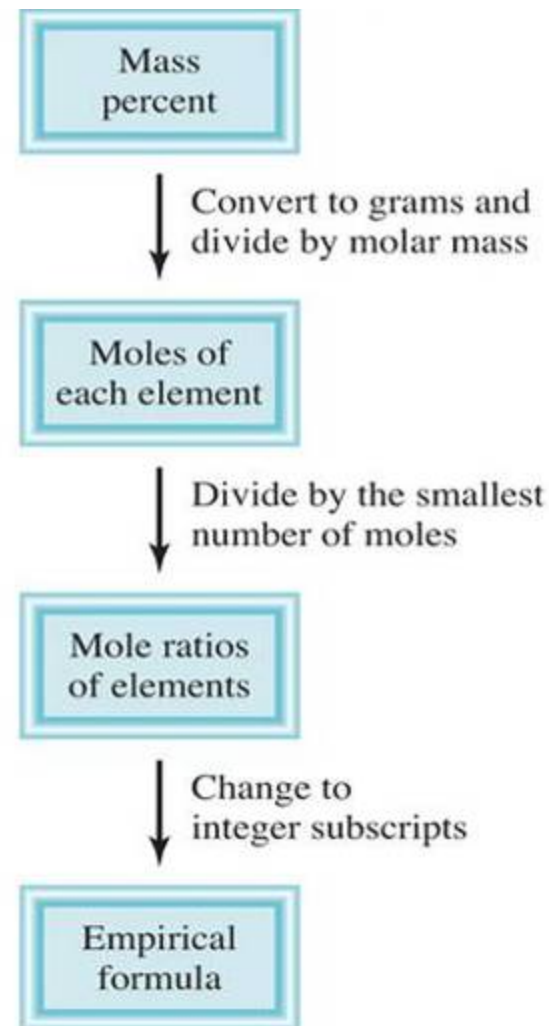 Mass
percent
Convert to grams and
divide by molar mass
Moles of
each element
Divide by the smallest
number of moles
Mole ratios
of elements
Change to
integer subscripts
Empirical
formula